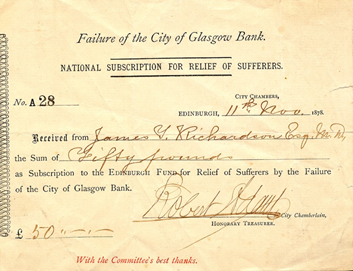 Failure of the City of Glasgow Bank.
NATIONAL SUBSCRIPTION FOR RELIEF OF SUFFERERS.
CITY CHAMBERS,
No. A 28
EDINBURGH, 11th Nov. 1878.
Received from James T. Richardson Esq. M.D.
the Sum of Fifty pounds
as Subscription to the EDINBURGH FUND for Relief of Sufferers by the Failure
of the City of Glasgow Bank.
Robert Adam City Chamberlain,
HONORARY TREASURER.
£ 50 - -
With the Committee's best thanks.